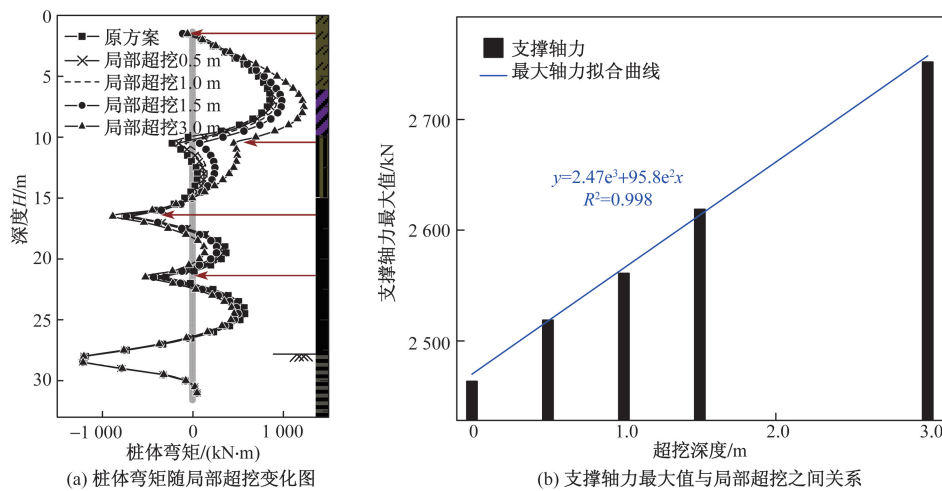 0
5
10
15
20
25
30
深度H/m
原方案
局部超挖0.5 m
局部超挖1.0 m
局部超挖1.5 m
局部超挖3.0 m
−1 000 0 1 000
桩体弯矩/(kN·m)
(a) 桩体弯矩随局部超挖变化图
支撑轴力
最大轴力拟合曲线
2 700
2 600
2 500
支撑轴力最大值/kN
y=2.47e³+95.8e²x
R²=0.998
0 1.0 2.0 3.0
超挖深度/m
(b) 支撑轴力最大值与局部超挖之间关系